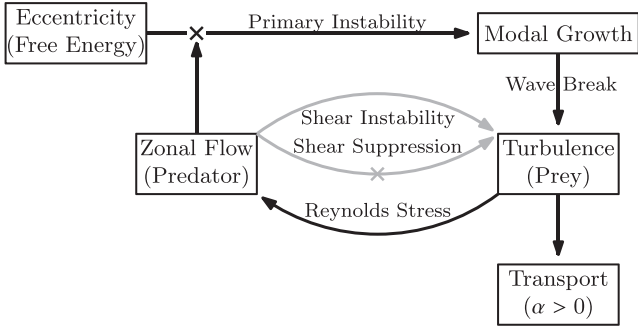 Eccentricity
(Free Energy)
Primary Instability
Modal Growth
Wave Break
Shear Instability
Shear Suppression
Zonal Flow
(Predator)
Turbulence
(Prey)
Reynolds Stress
Transport
(α > 0)